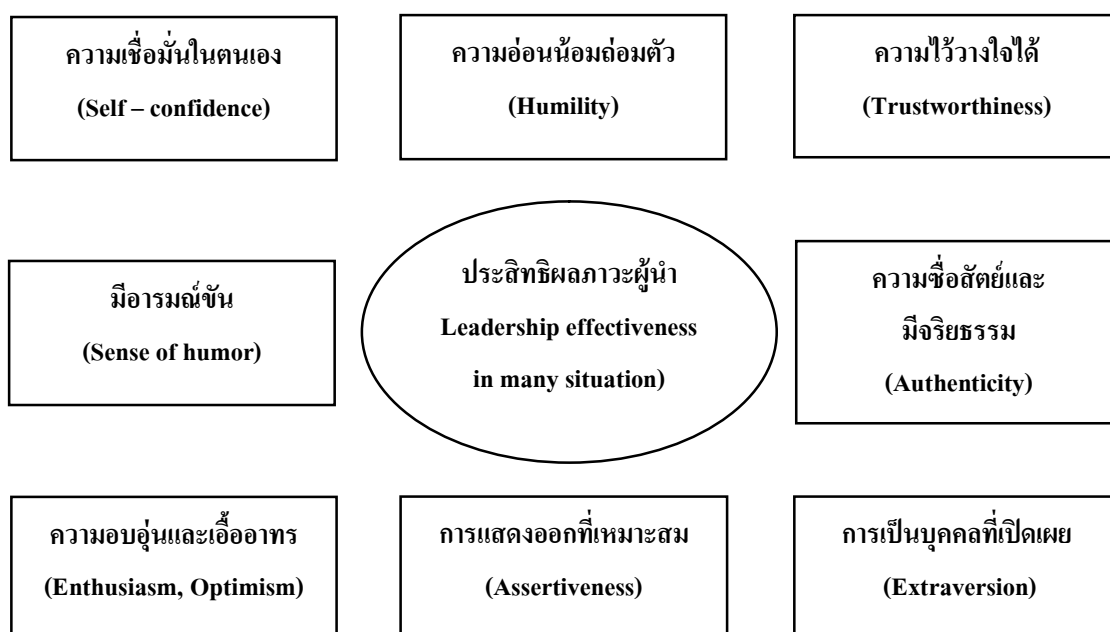 ความเชื่อมั่นในตนเอง
(Self – confidence)
ความอ่อนน้อมถ่อมตัว
(Humility)
ความไว้วางใจได้
(Trustworthiness)
มีอารมณ์ขัน
(Sense of humor)
ประสิทธิผลภาวะผู้นำ
Leadership effectiveness
in many situation)
ความซื่อสัตย์และ
มีจริยธรรม
(Authenticity)
ความอบอุ่นและเอื้ออาทร
(Enthusiasm, Optimism)
การแสดงออกที่เหมาะสม
(Assertiveness)
การเป็นบุคคลที่เปิดเผย
(Extraversion)